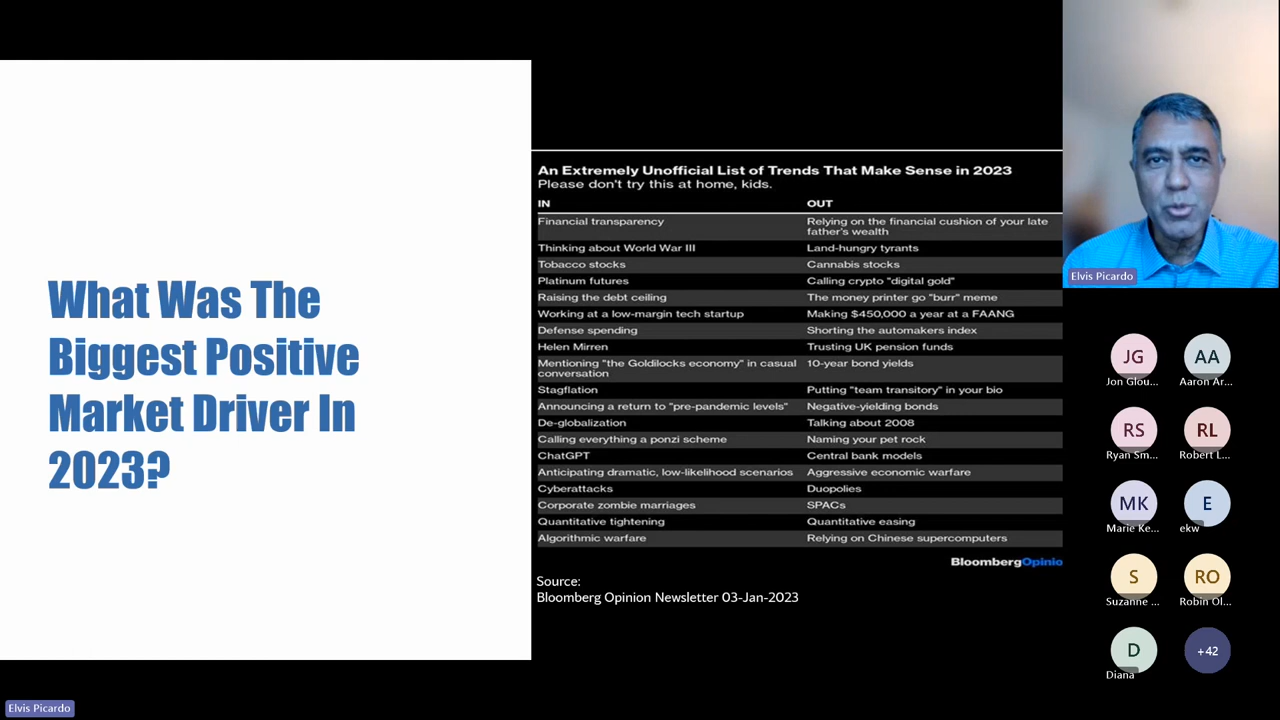 What Was The
Biggest Positive
Market Driver In
2023?
An Extremely Unofficial List of Trends That Make Sense in 2023
Please don't try this at home, kids.
IN OUT
Financial transparency Relying on the financial cushion of your late
father's wealth
Thinking about World War III Land-hungry tyrants
Tobacco stocks Cannabis stocks
Platinum futures Calling crypto "digital gold"
Raising the debt ceiling The money printer go "burr" meme
Working at a low-margin tech startup Making $450,000 a year at a FAANG
Defense spending Shorting the automakers index
Helen Mirren Trusting UK pension funds
Mentioning "the Goldilocks economy" in casual 10-year bond yields
conversation
Stagflation Putting "team transitory" in your bio
Announcing a return to "pre-pandemic levels" Negative-yielding bonds
De-globalization Talking about 2008
Calling everything a ponzi scheme Naming your pet rock
ChatGPT Central bank models
Anticipating dramatic, low-likelihood scenarios Aggressive economic warfare
Cyberattacks Duopolies
Corporate zombie marriages SPACs
Quantitative tightening Quantitative easing
Algorithmic warfare Relying on Chinese supercomputers
BloombergOpinio
Source:
Bloomberg Opinion Newsletter 03-Jan-2023
Elvis Picardo
JG AA
Jon Glou... Aaron Ar...
RS RL
Ryan Sm... Robert L...
MK E
Marie Ke... ekw
S RO
Suzanne ... Robin Ol...
D +42
Diana
Elvis Picardo